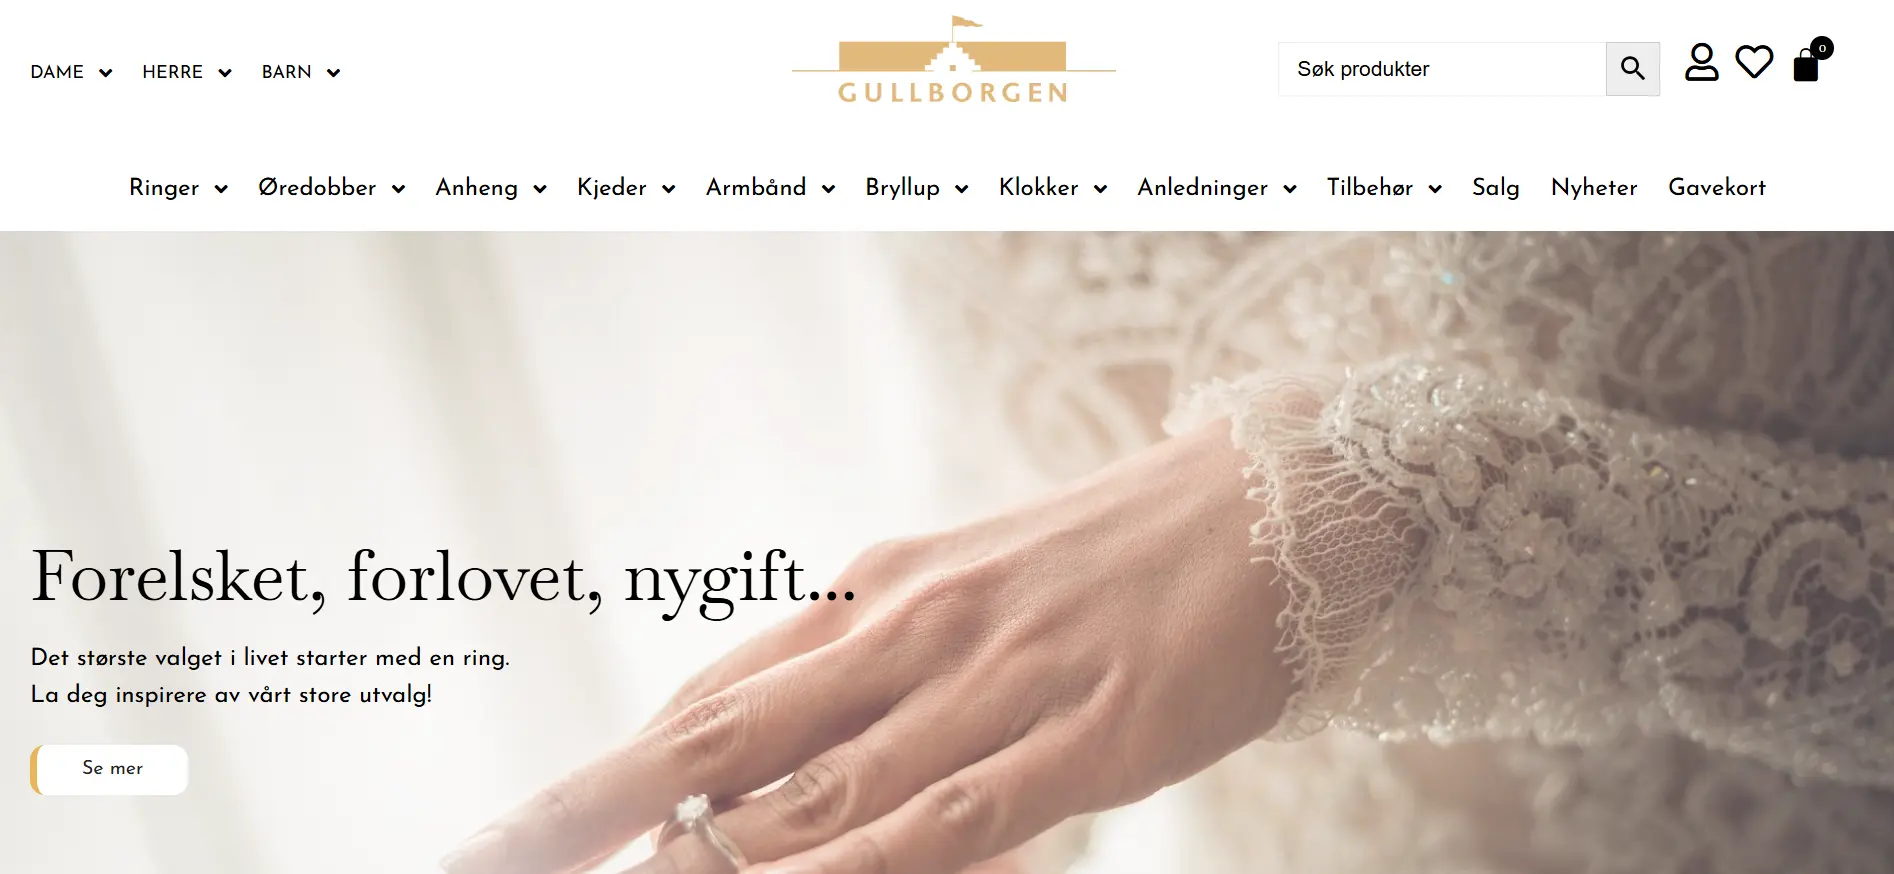 DAME HERRE BARN
GULLBORGEN
Søk produkter
0
Ringer Øredobber Anheng Kjeder Armbånd Bryllup Klokker Anledninger Tilbehør Salg Nyheter Gavekort
Forelsket, forlovet, nygift...
Det største valget i livet starter med en ring.
La deg inspirere av vårt store utvalg!
Se mer